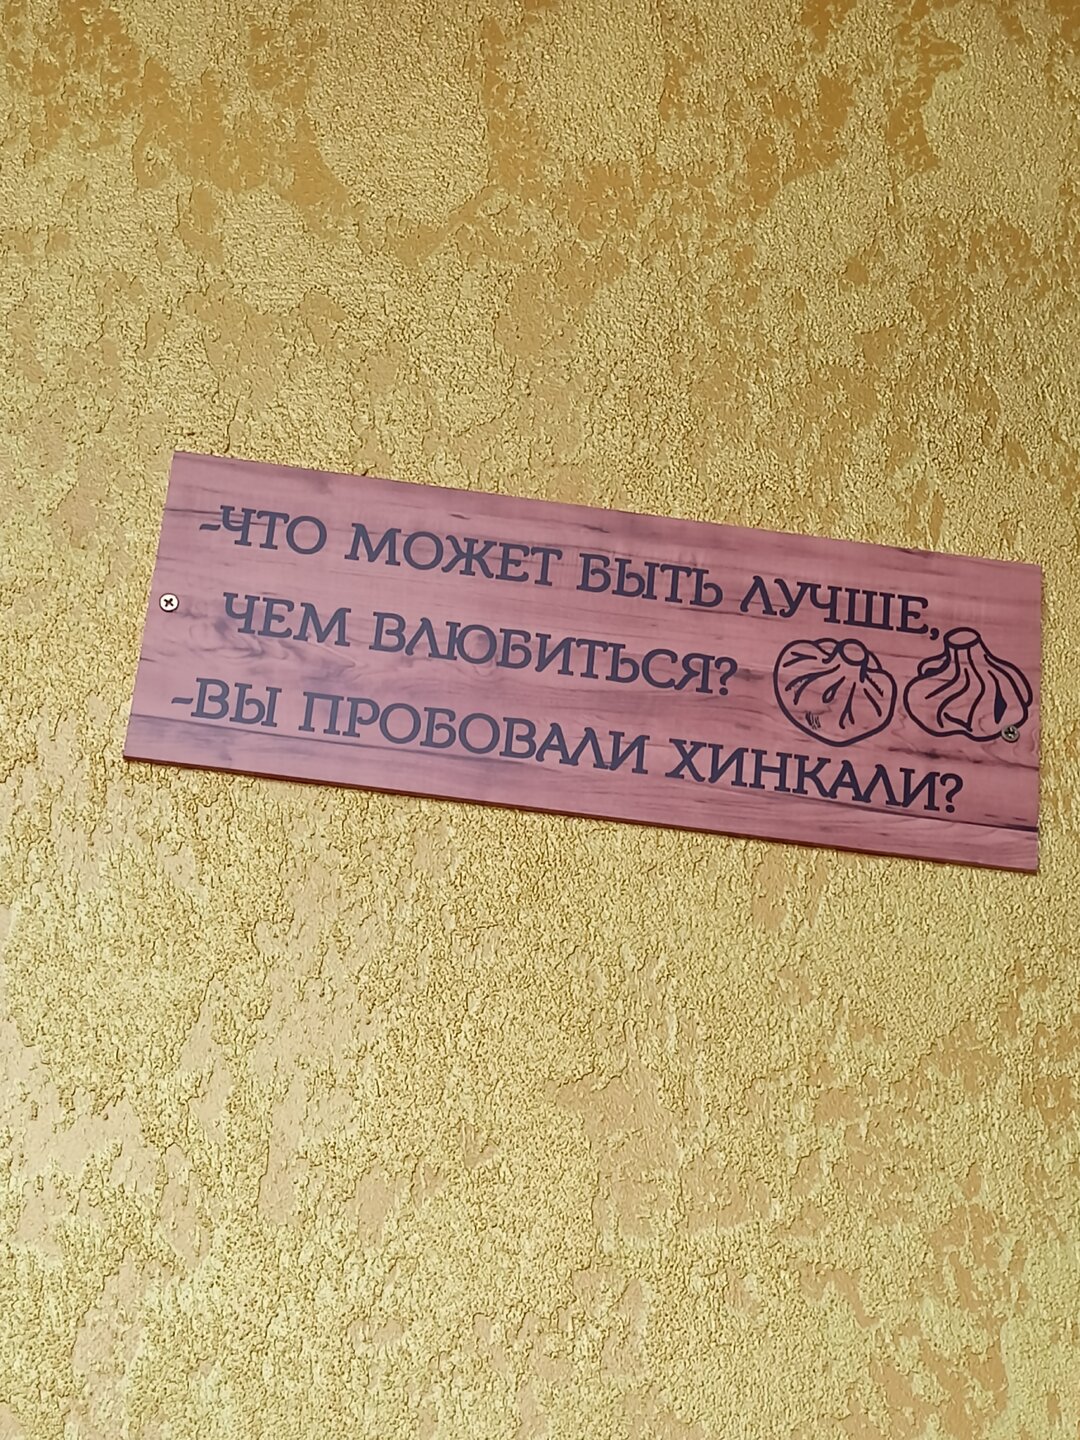 -ЧТО МОЖЕТ БЫТЬ ЛУЧШЕ,
ЧЕМ ВЛЮБИТЬСЯ?
-ВЫ ПРОБОВАЛИ ХИНКАЛИ?